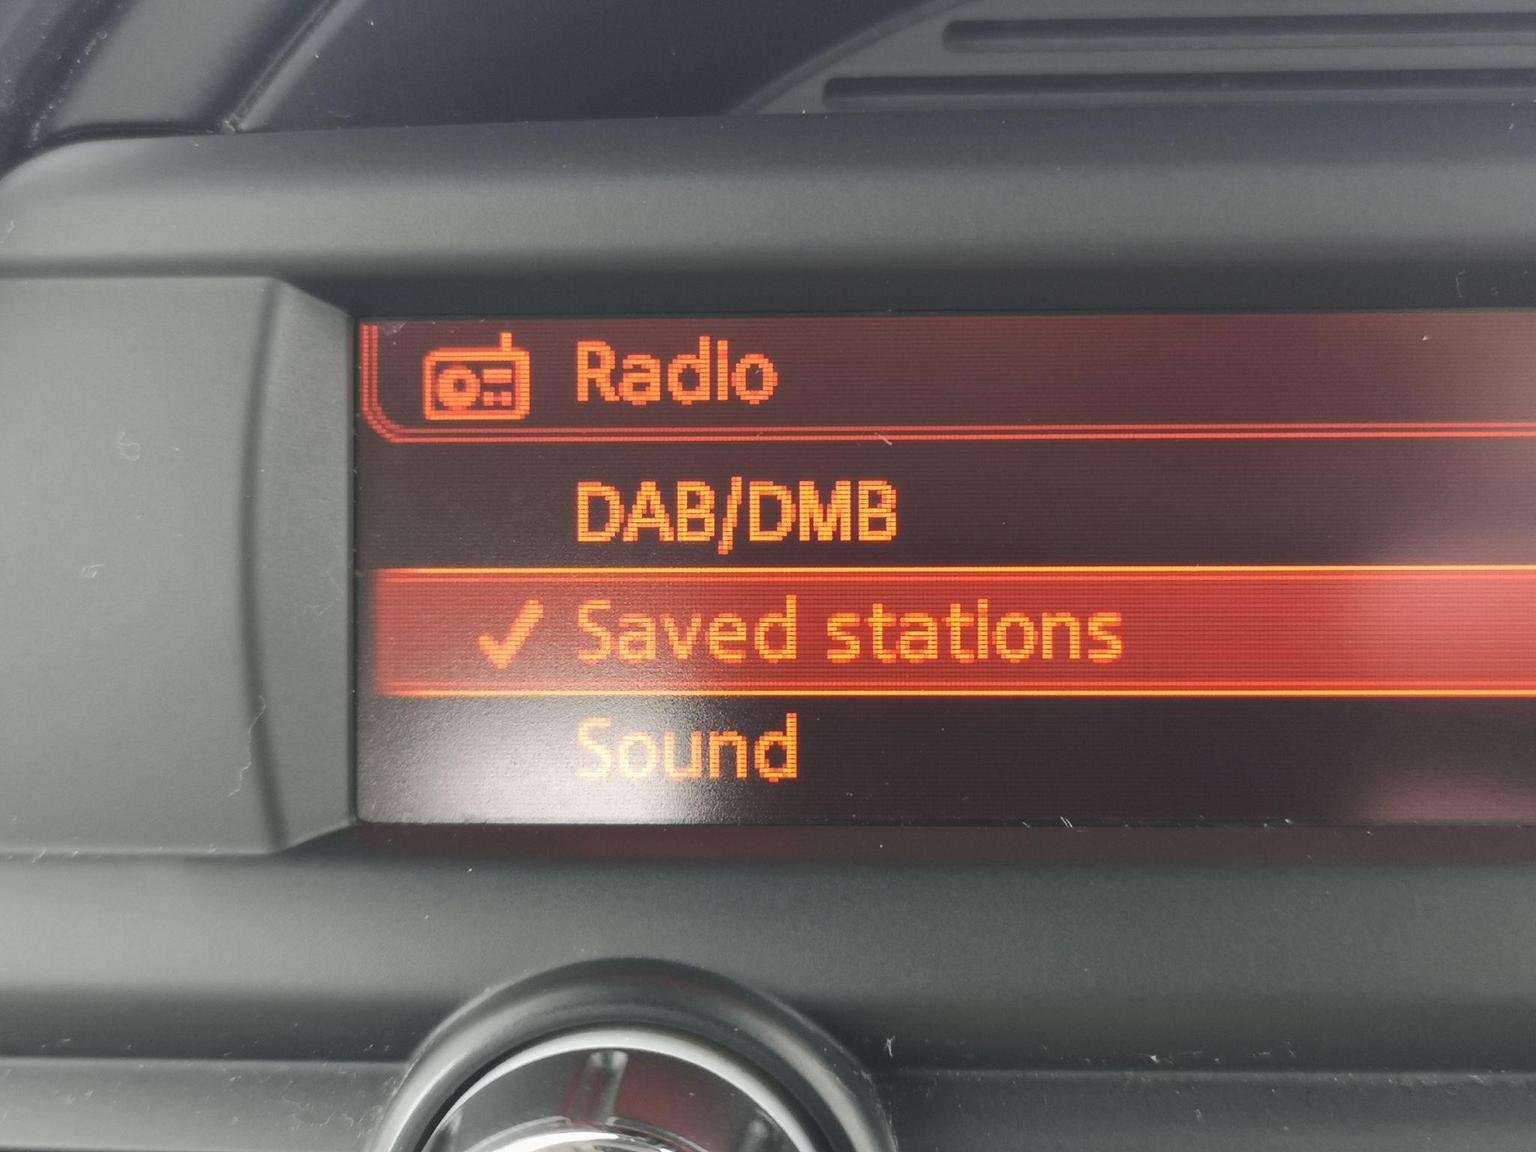 Radio
DAB/DMB
Saved stations
Sound